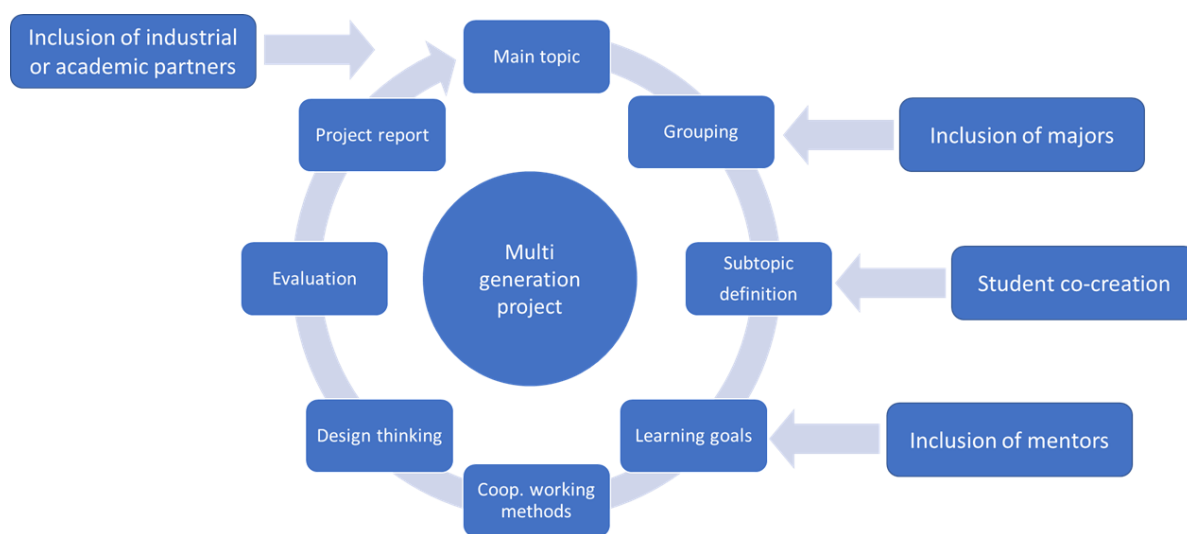 Inclusion of industrial
or academic partners
Main topic
Grouping
Inclusion of majors
Subtopic
definition
Student co-creation
Learning goals
Inclusion of mentors
Coop. working
methods
Design thinking
Evaluation
Project report
Multi
generation
project